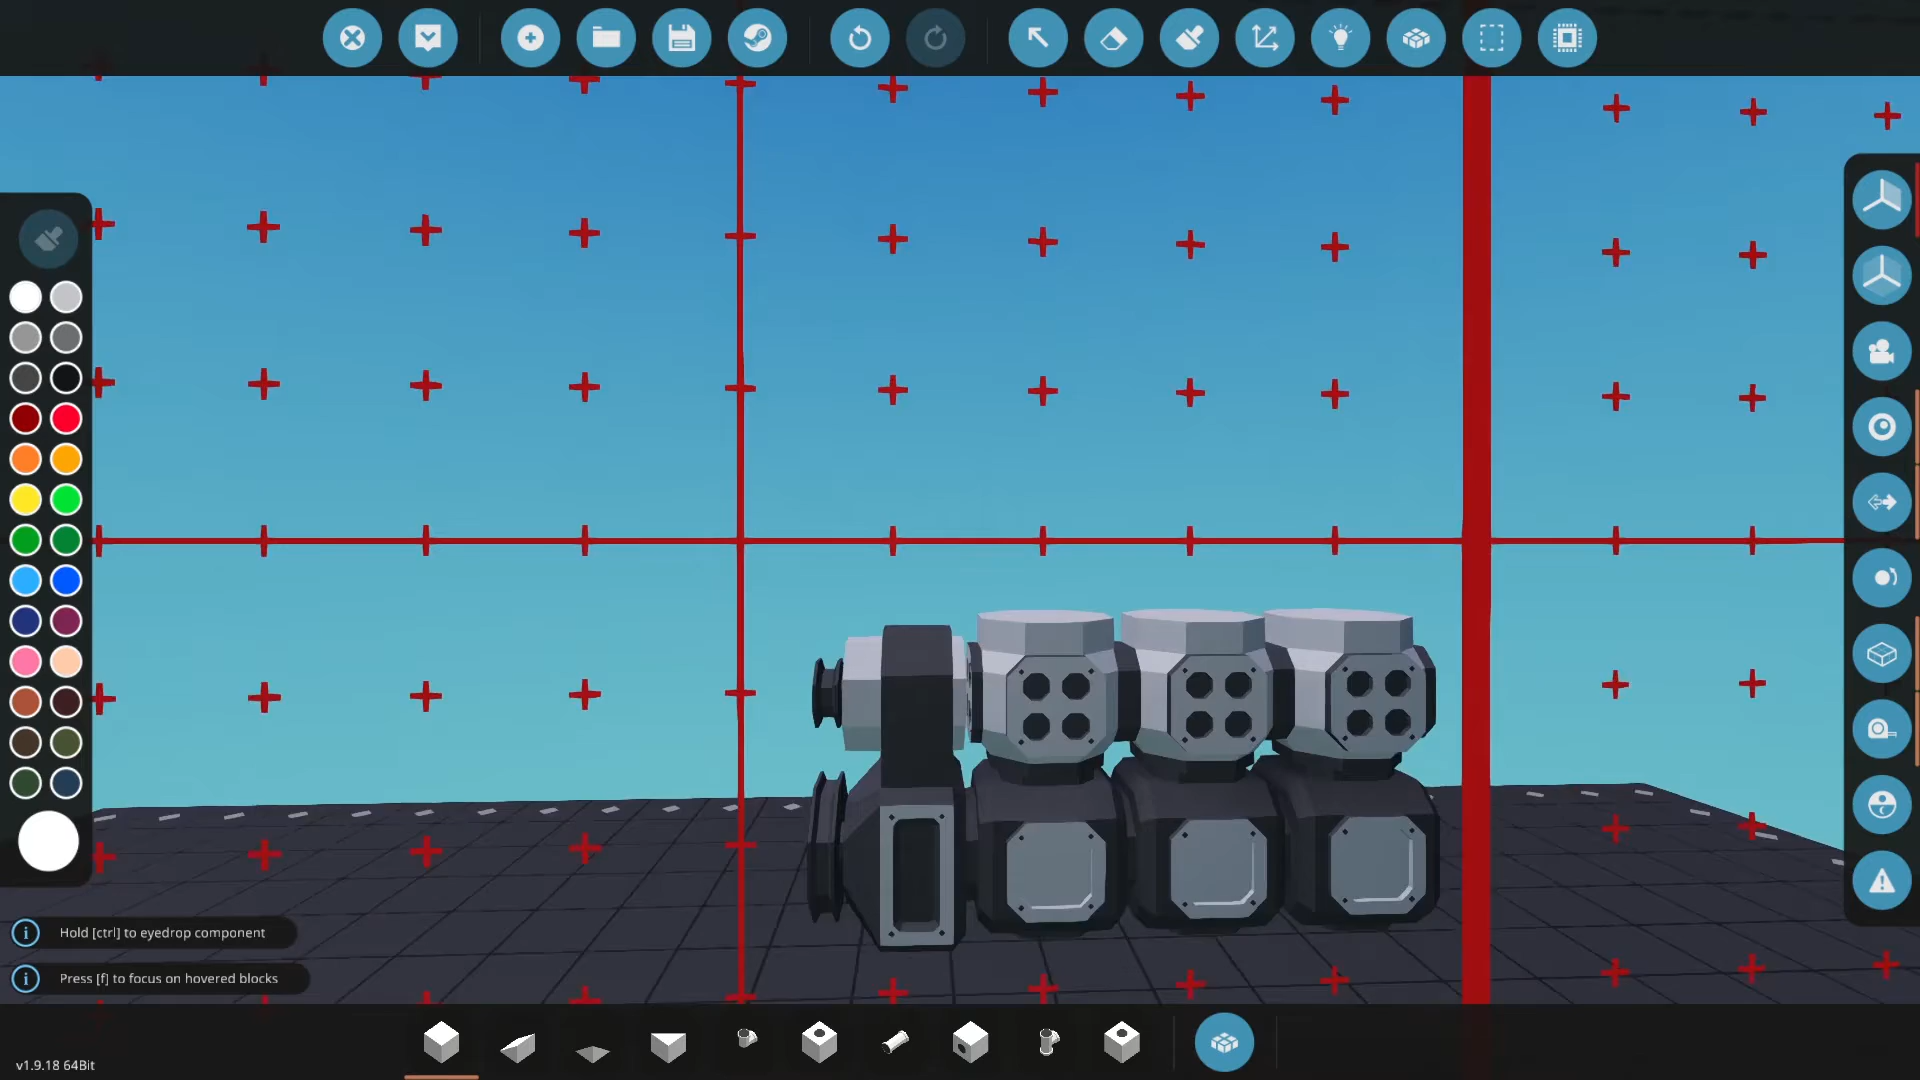 Hold [ctrl] to eyedrop component
Press [f] to focus on hovered blocks
v1.9.18 64Bit